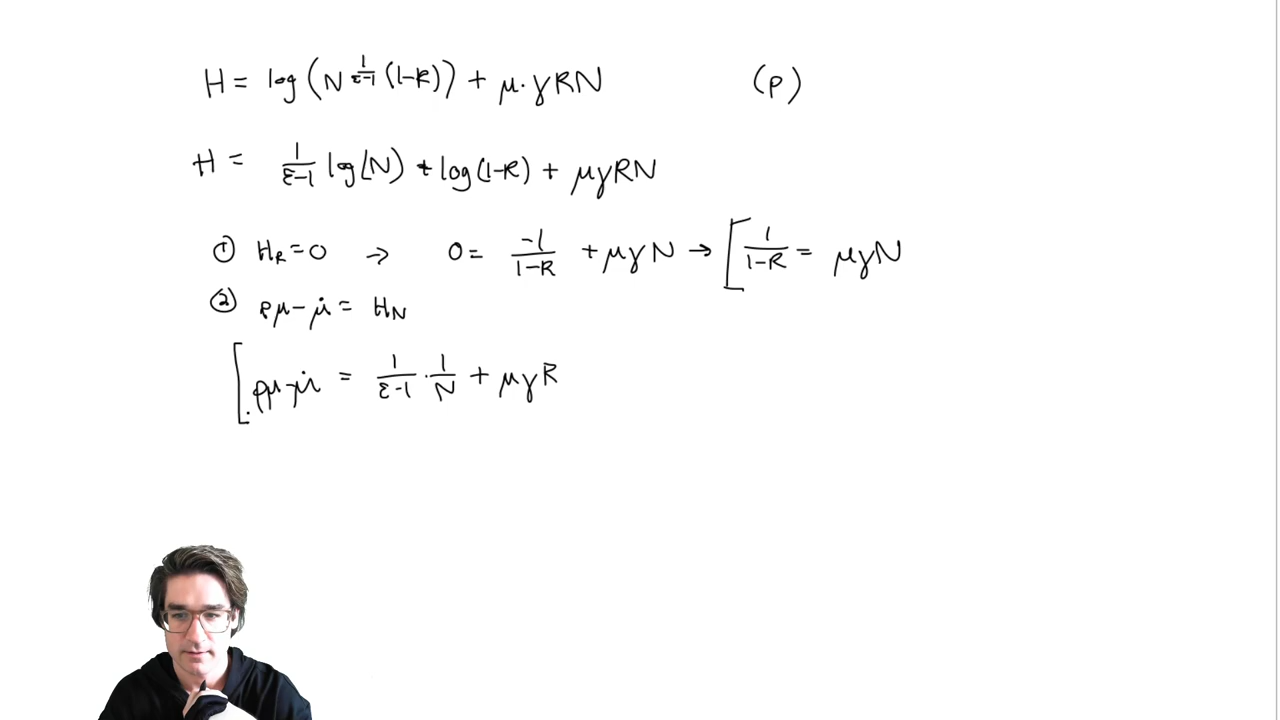 H = log(N^{1/(ε-1)} (1-R)) + μ·γRN (P)
H = 1/(ε-1) log(N) + log(1-R) + μγRN
① H_R = 0 → 0 = -1/(1-R) + μγN → [ 1/(1-R) = μγN
② ρμ - μ̇ = H_N
[ ρμ - μ̇ = 1/(ε-1) · 1/N + μγR